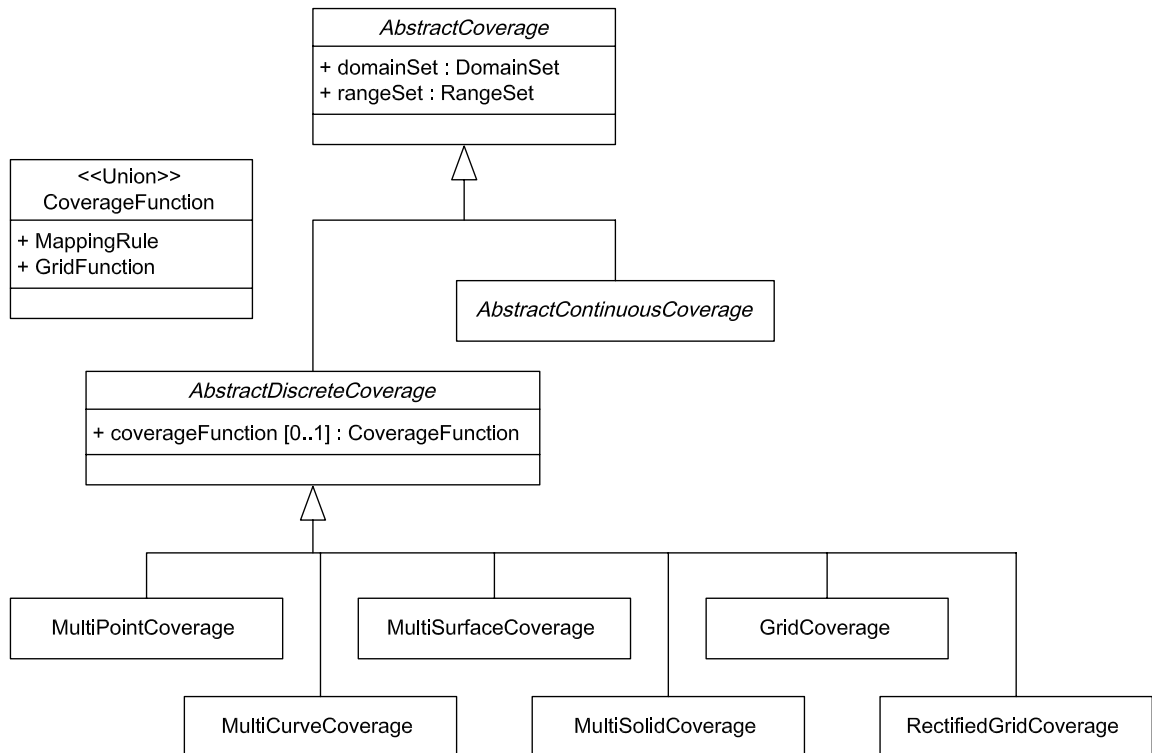 AbstractCoverage
+ domainSet : DomainSet
+ rangeSet : RangeSet
<<Union>>
CoverageFunction
+ MappingRule
+ GridFunction
AbstractContinuousCoverage
AbstractDiscreteCoverage
+ coverageFunction [0..1] : CoverageFunction
MultiPointCoverage
MultiSurfaceCoverage
GridCoverage
MultiCurveCoverage
MultiSolidCoverage
RectifiedGridCoverage